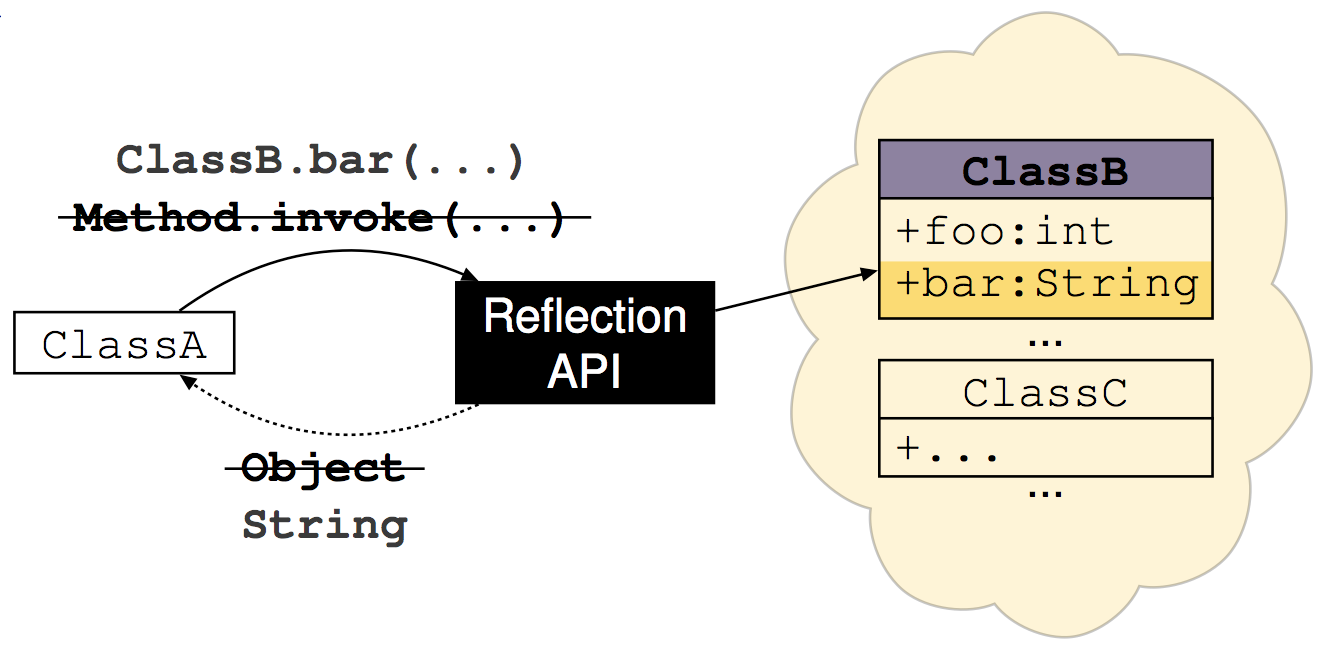 ClassB.bar(...)
Method.invoke(...)
ClassA
Reflection
API
Object
String
ClassB
+foo:int
+bar:String
...
ClassC
+...
...